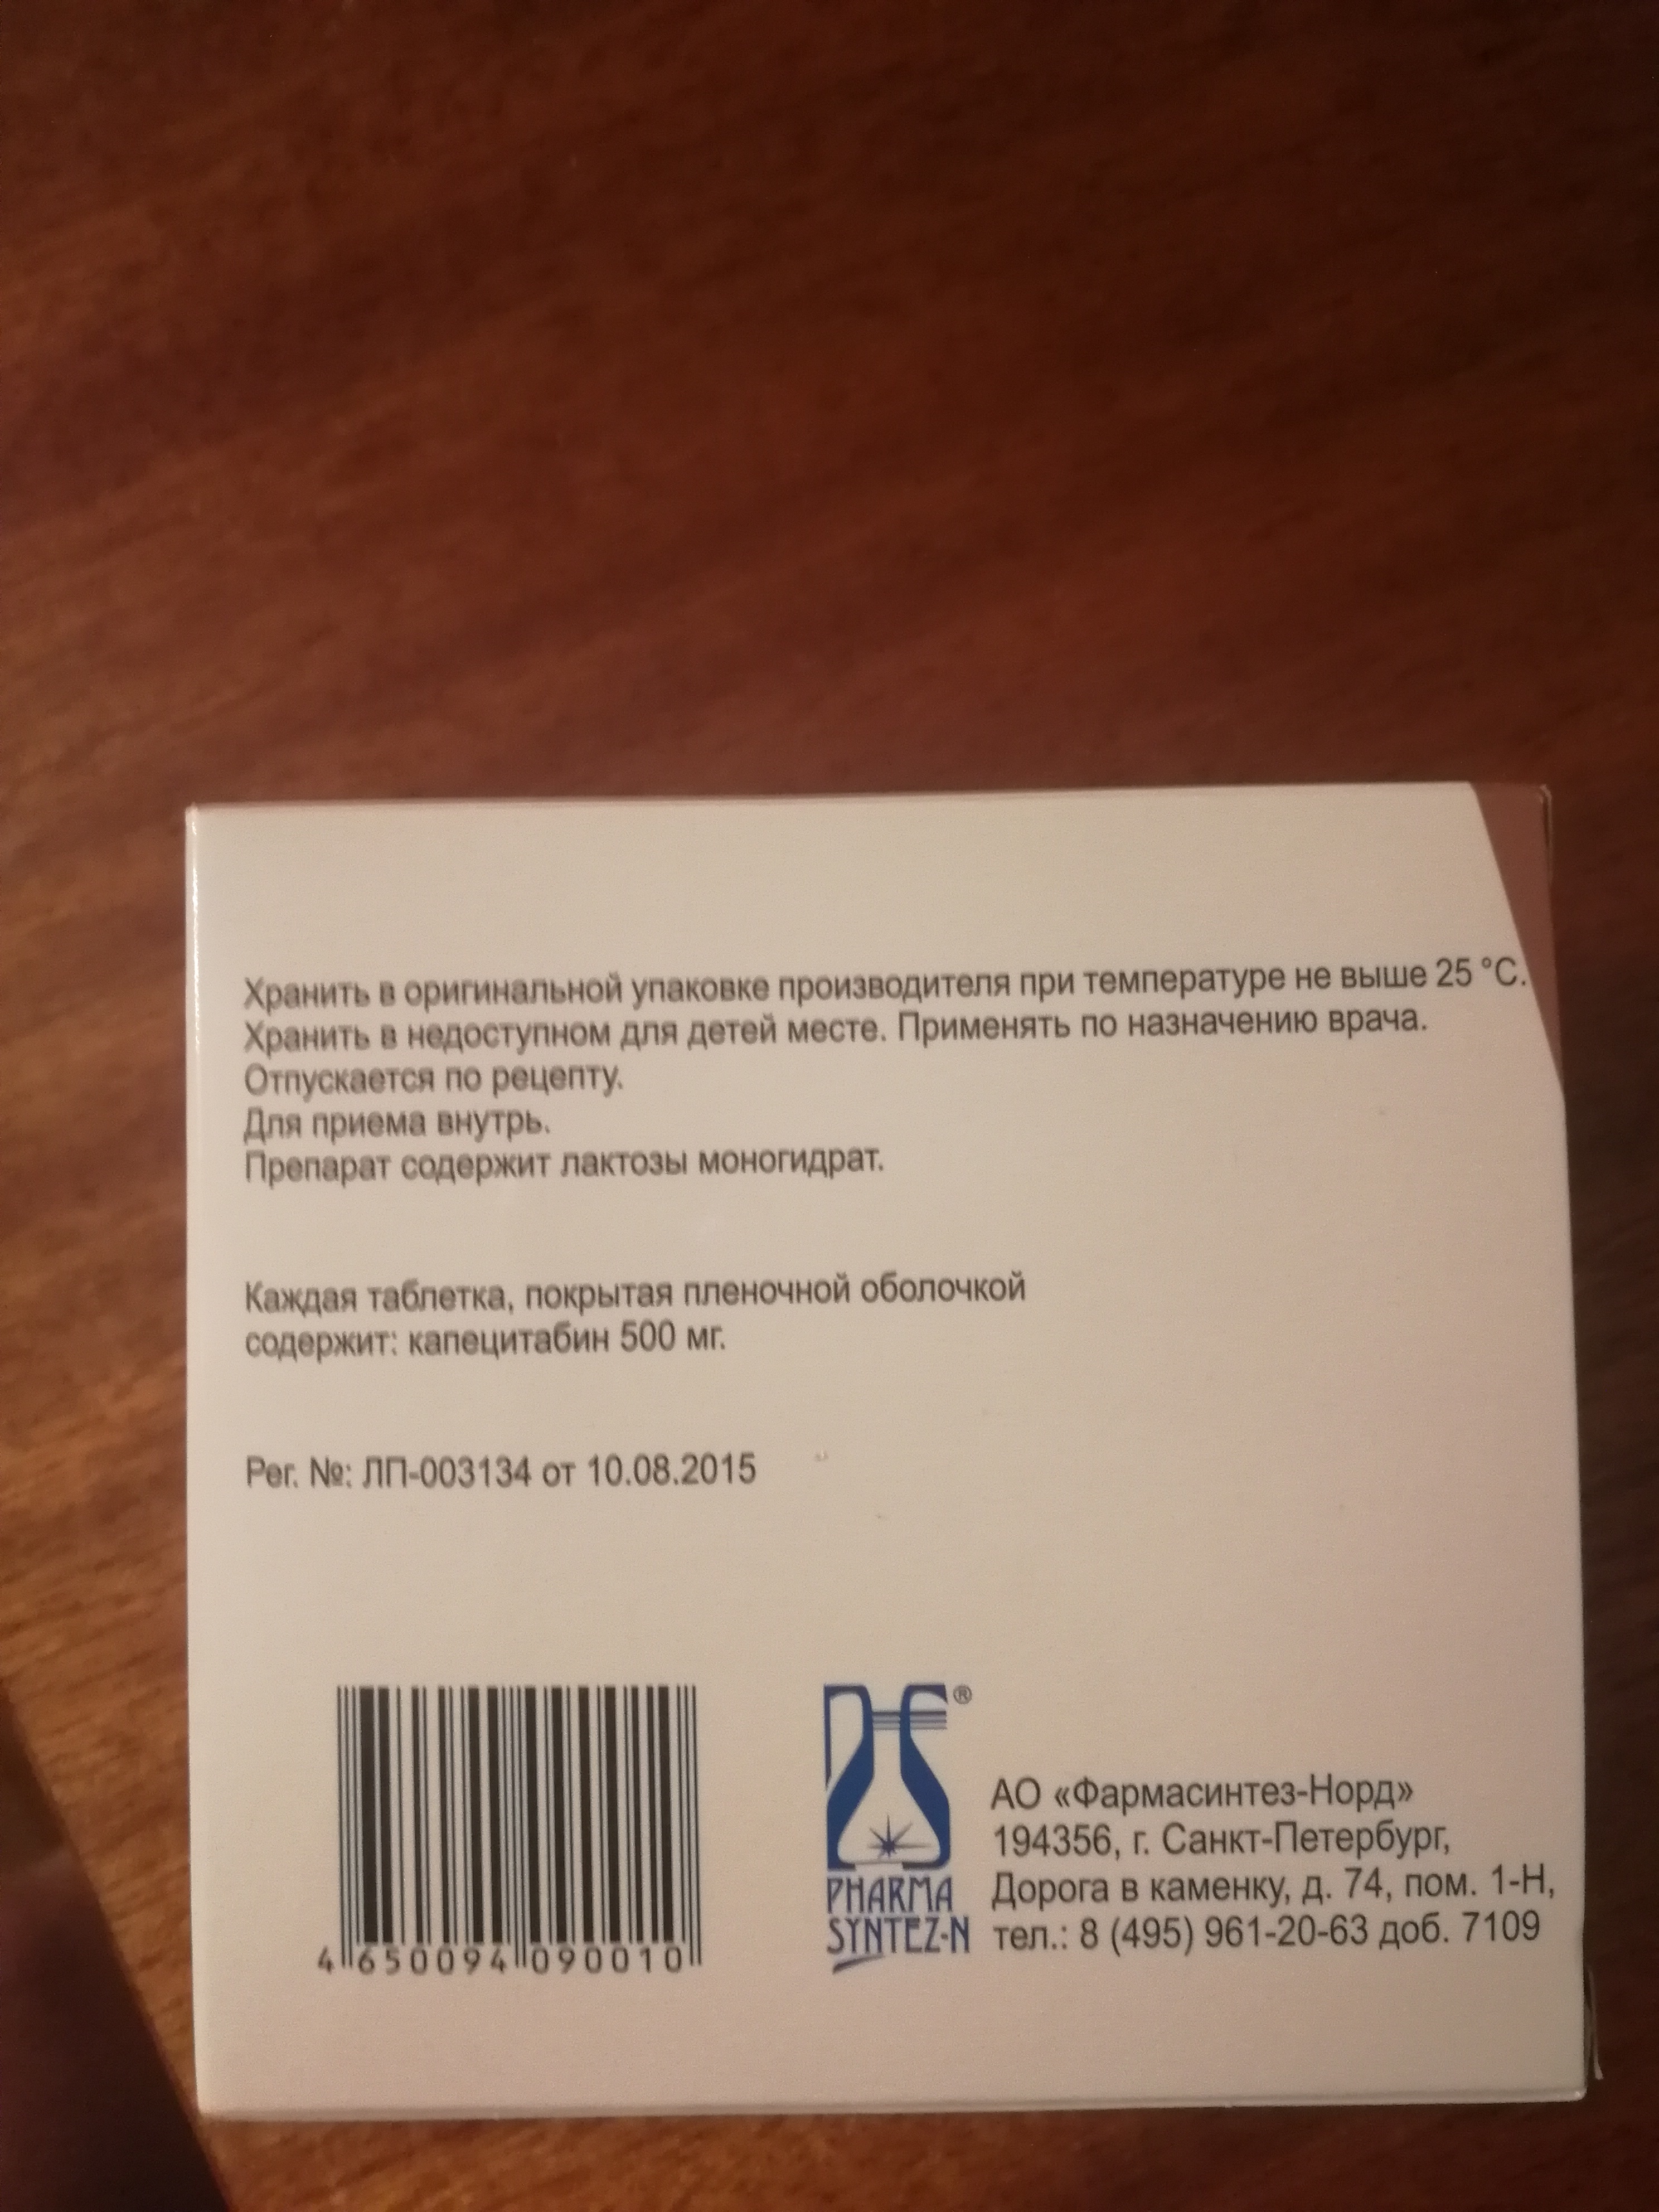 Хранить в оригинальной упаковке производителя при температуре не выше 25 °C.
Хранить в недоступном для детей месте. Применять по назначению врача.
Отпускается по рецепту.
Для приема внутрь.
Препарат содержит лактозы моногидрат.
Каждая таблетка, покрытая пленочной оболочкой
содержит: капецитабин 500 мг.
Рег. №: ЛП-003134 от 10.08.2015
4 650094 090010
®
PHARMA
SYNTEZ-N
АО «Фармасинтез-Норд»
194356, г. Санкт-Петербург,
Дорога в каменку, д. 74, пом. 1-Н,
тел.: 8 (495) 961-20-63 доб. 7109